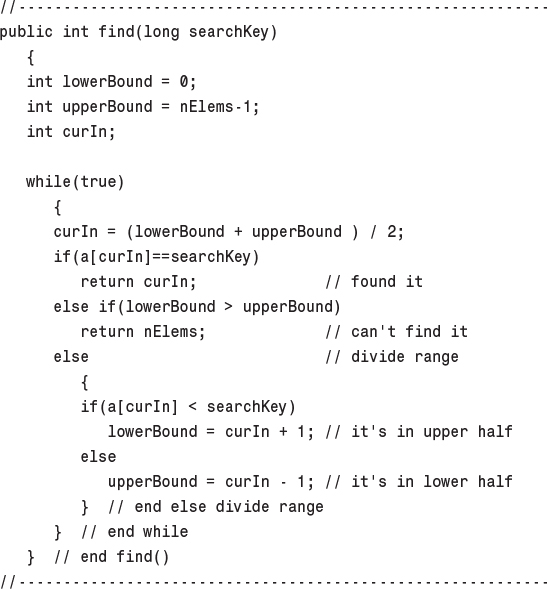 //-----------------------------------------------------------
public int find(long searchKey)
   {
   int lowerBound = 0;
   int upperBound = nElems-1;
   int curIn;

   while(true)
      {
      curIn = (lowerBound + upperBound ) / 2;
      if(a[curIn]==searchKey)
         return curIn;              // found it
      else if(lowerBound > upperBound)
         return nElems;             // can't find it
      else                          // divide range
         {
         if(a[curIn] < searchKey)
            lowerBound = curIn + 1; // it's in upper half
         else
            upperBound = curIn - 1; // it's in lower half
         }  // end else divide range
      }  // end while
   }  // end find()
//-----------------------------------------------------------